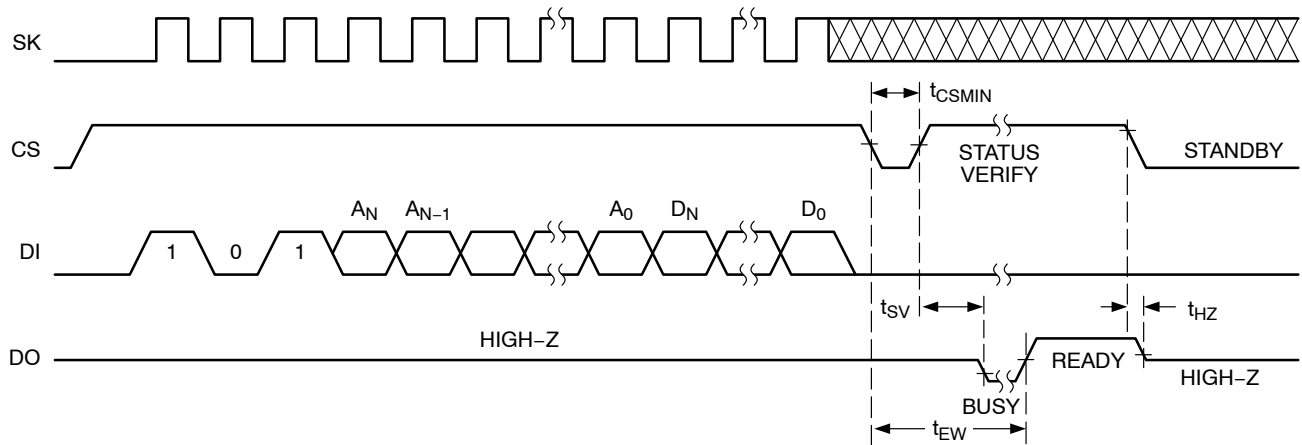 SK
t_CSMIN
CS
STATUS
VERIFY
STANDBY
A_N A_N−1 A_0 D_N D_0
DI
1 0 1
t_SV
t_HZ
HIGH−Z
DO
READY
HIGH−Z
BUSY
t_EW